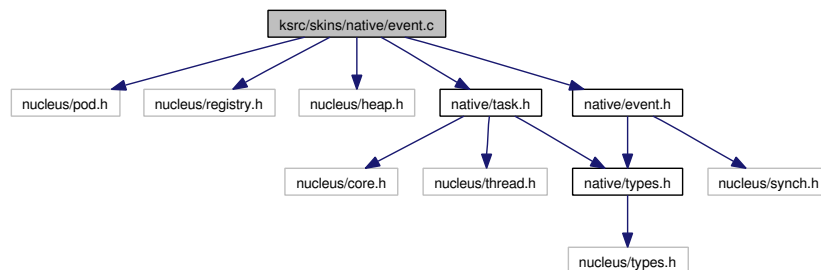 ksrc/skins/native/event.c
nucleus/pod.h
nucleus/registry.h
nucleus/heap.h
native/task.h
native/event.h
nucleus/core.h
nucleus/thread.h
native/types.h
nucleus/synch.h
nucleus/types.h